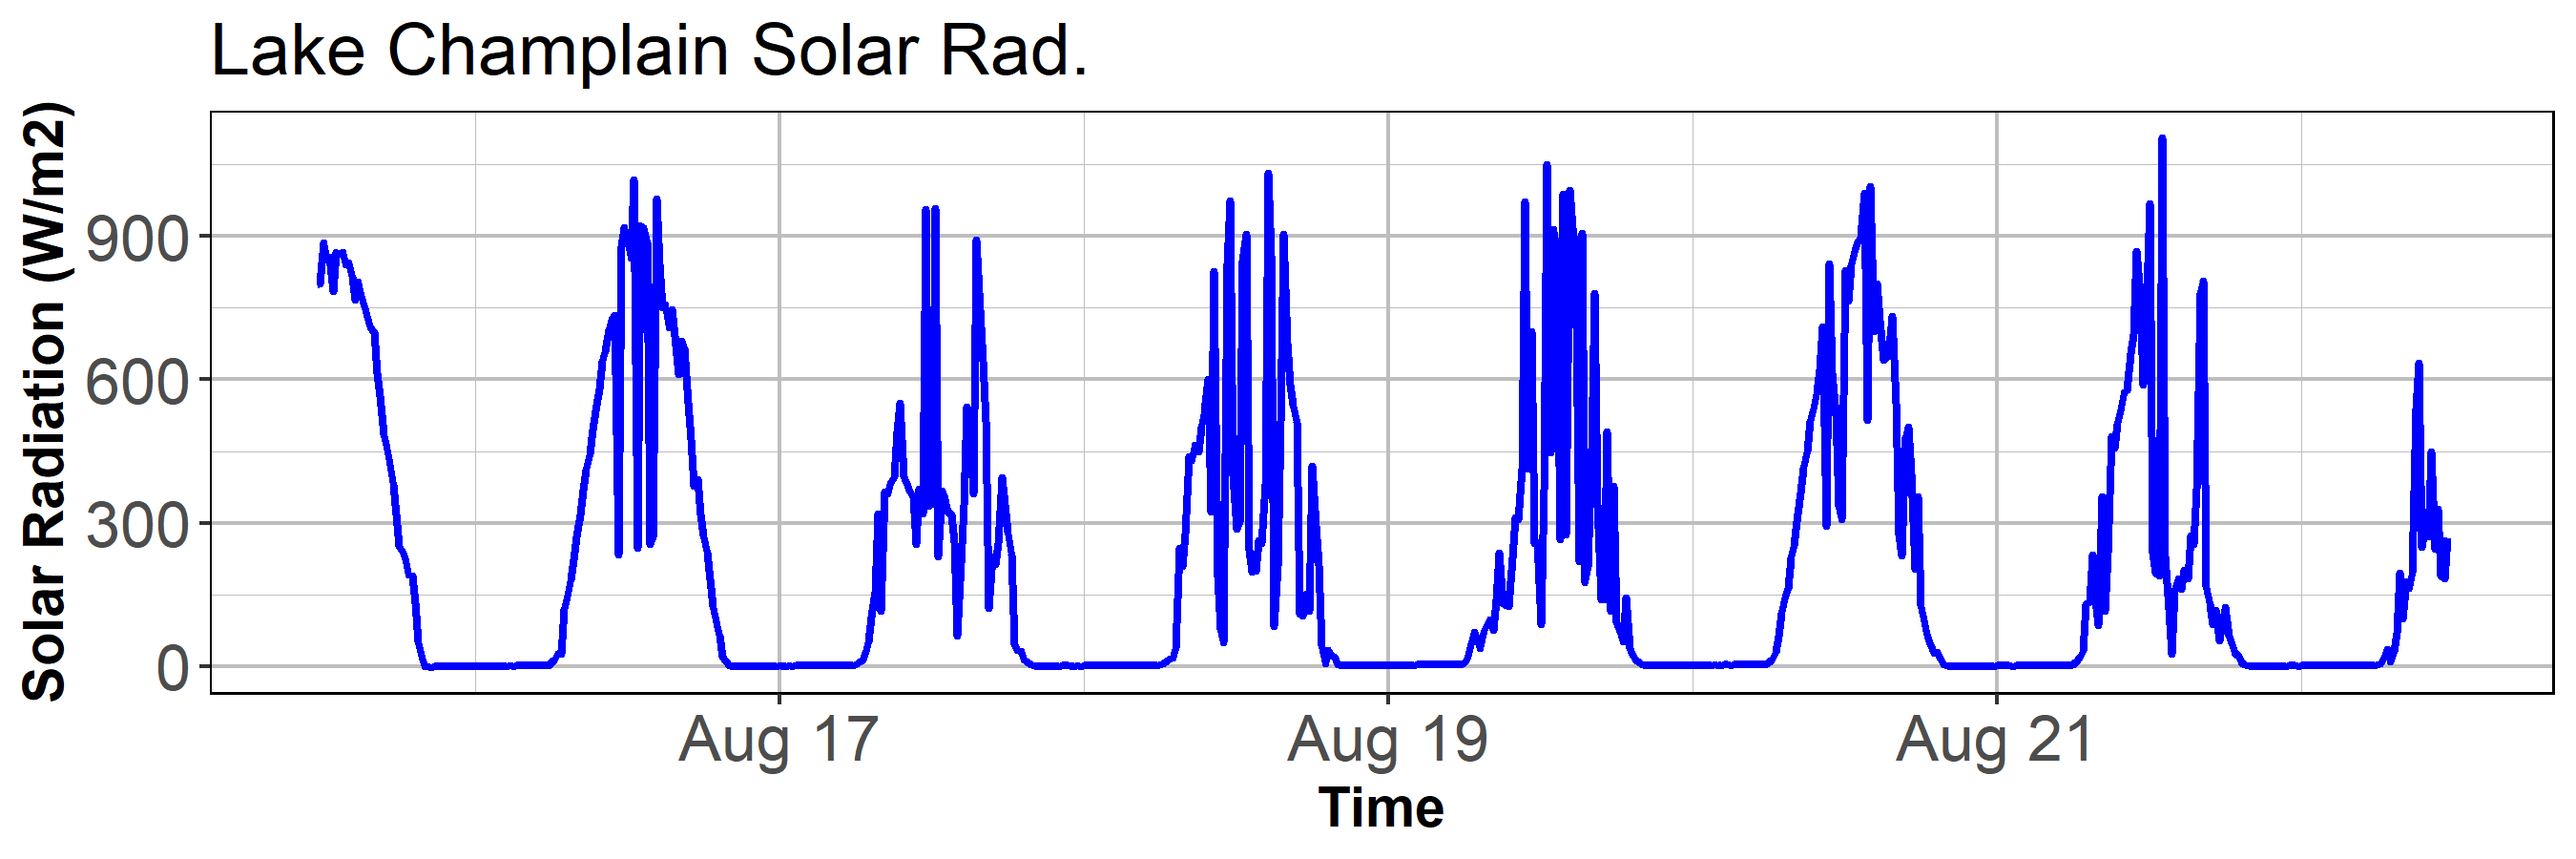 Lake Champlain Solar Rad.
Solar Radiation (W/m2)
900
600
300
0
Aug 17
Aug 19
Aug 21
Time